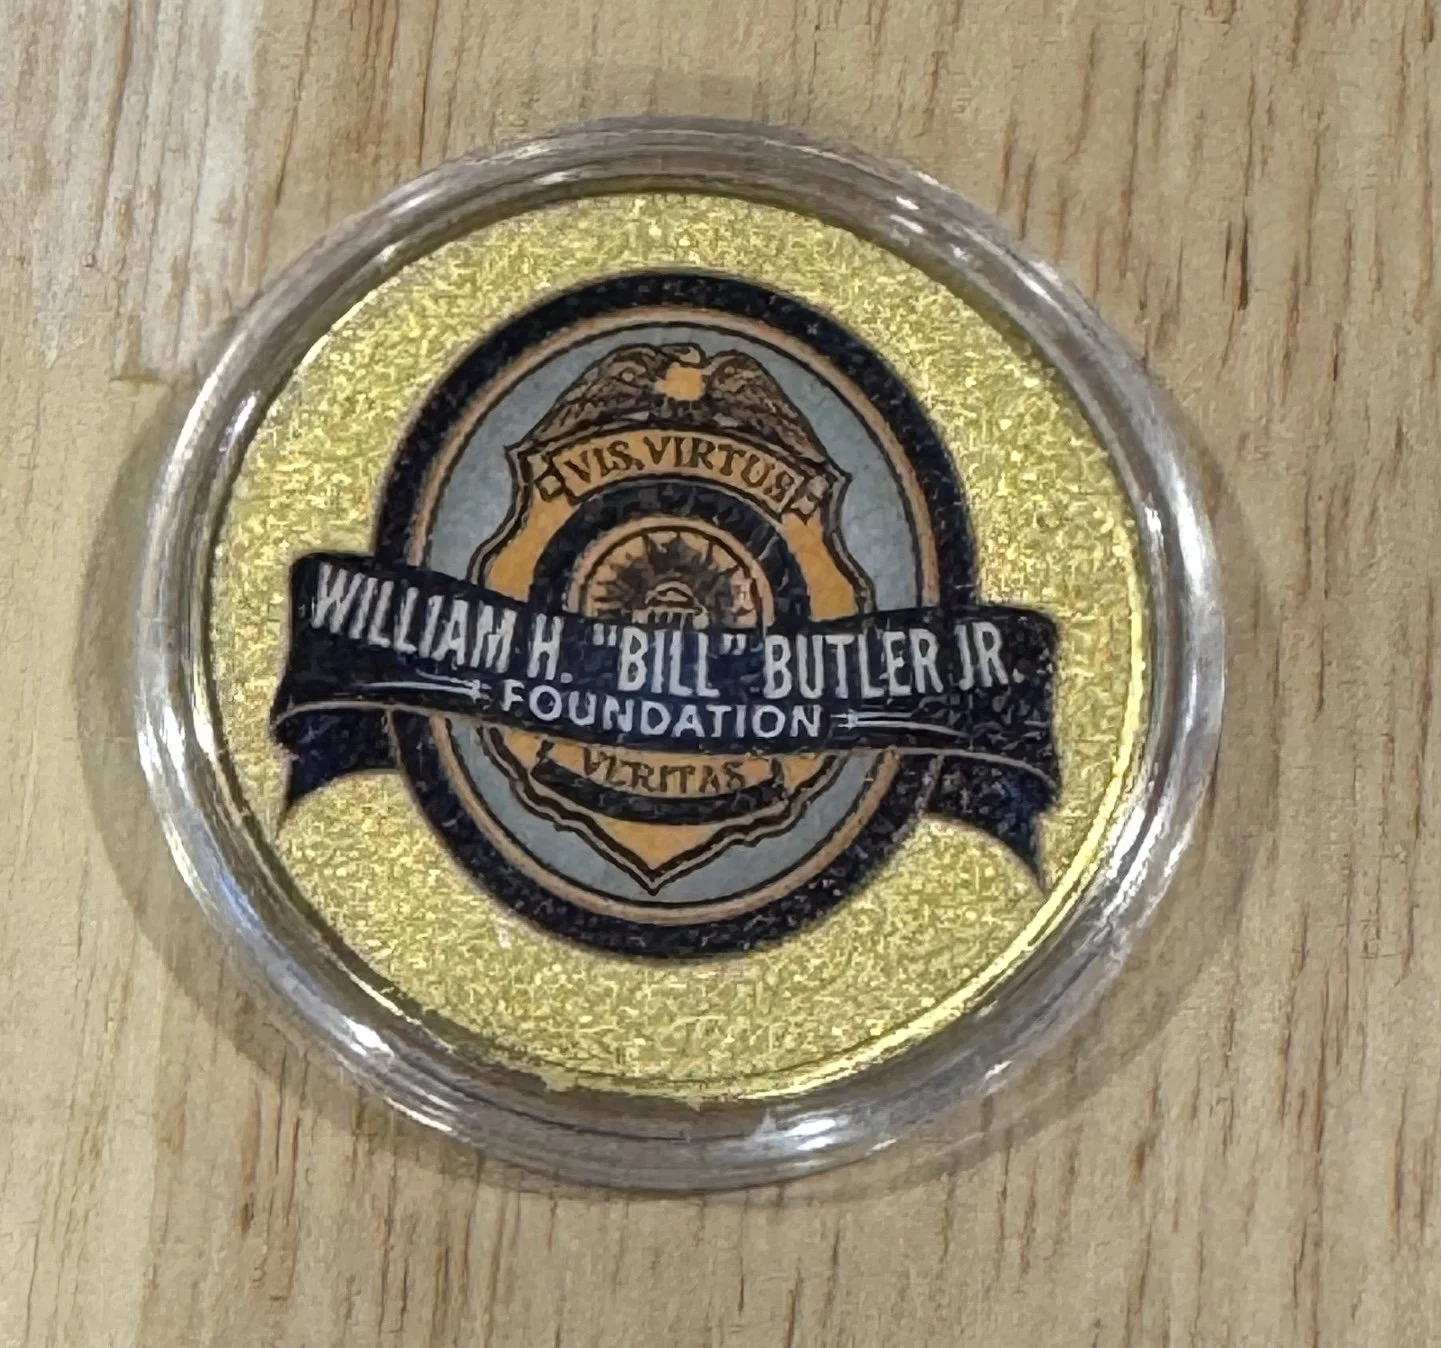 VIS, VIRTUS
WILLIAM H. "BILL" BUTLER JR.
FOUNDATION
VERITAS